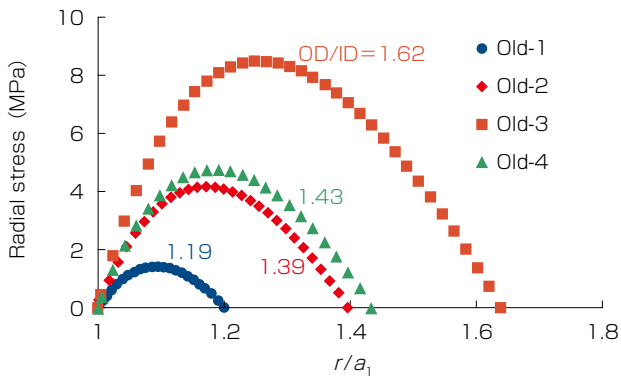 10
8
6
4
2
0
Radial stress (MPa)
OD/ID=1.62
1.43
1.39
1.19
Old-1
Old-2
Old-3
Old-4
1 1.2 1.4 1.6 1.8
r/a₁